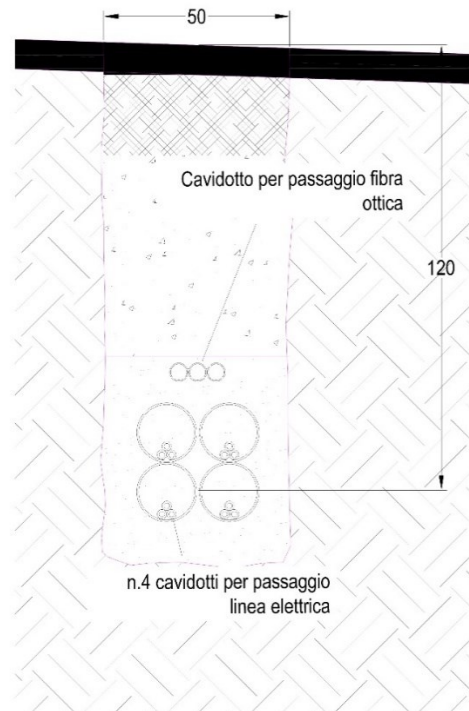 50
Cavidotto per passaggio fibra
ottica
120
n.4 cavidotti per passaggio
linea elettrica